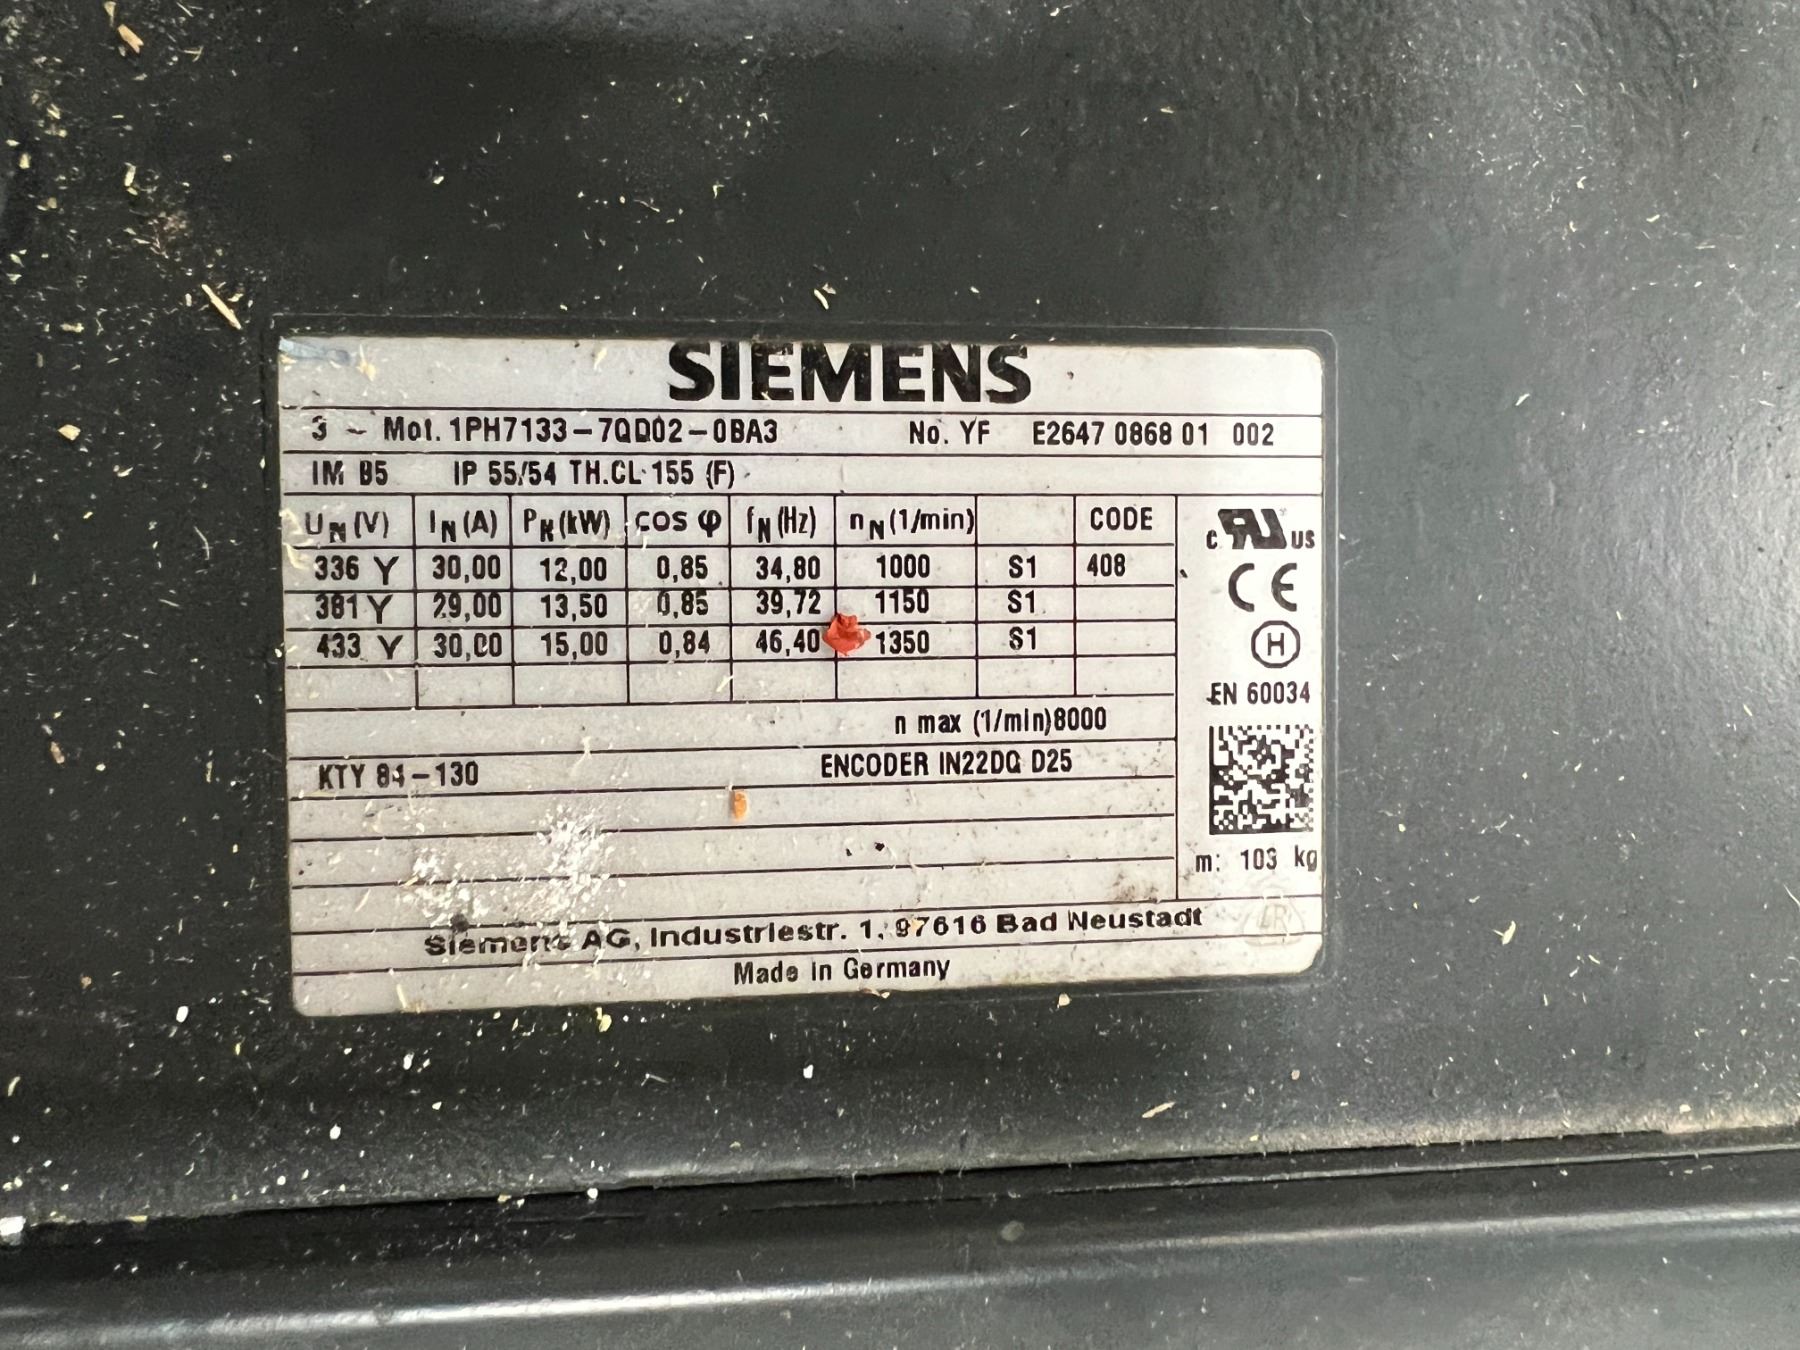 SIEMENS
3 ~ Mot. 1PH7133-7QD02-0BA3 No. YF E2647 0868 01 002
IM B5 IP 55/54 TH.CL 155 (F)
UN (V) IN (A) PN (kW) cos φ fN (Hz) nN (1/min) CODE
336 Y 30,00 12,00 0,85 34,80 1000 S1 408
381 Y 29,00 13,50 0,85 39,72 1150 S1
433 Y 30,00 15,00 0,84 46,40 1350 S1
n max (1/min) 8000
KTY 84-130 ENCODER IN22DQ D25
c RU US
CE
H
EN 60034
m: 103 kg
Siemens AG, Industriestr. 1, 97616 Bad Neustadt
Made in Germany